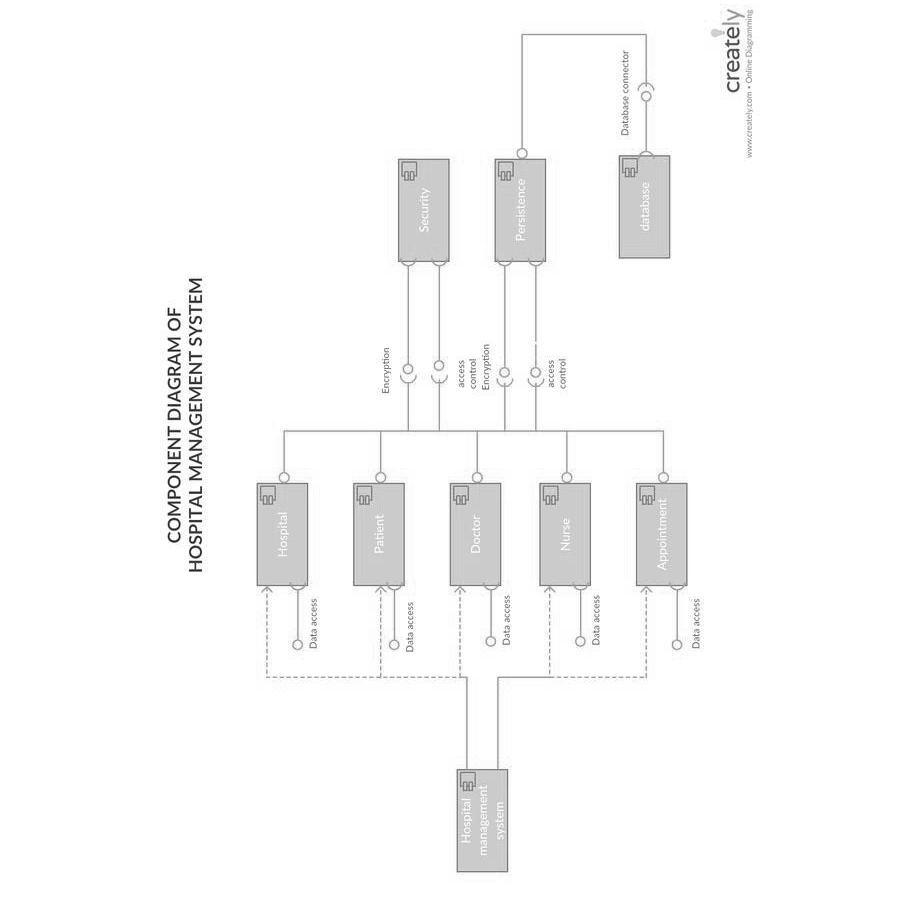 COMPONENT DIAGRAM OF
HOSPITAL MANAGEMENT SYSTEM
Hospital
management
system
Data access
Data access
Data access
Data access
Data access
Hospital
Patient
Doctor
Nurse
Appointment
Encryption
access
control
Encryption
access
control
Security
Persistence
database
Database connector
creately
www.creately.com • Online Diagramming